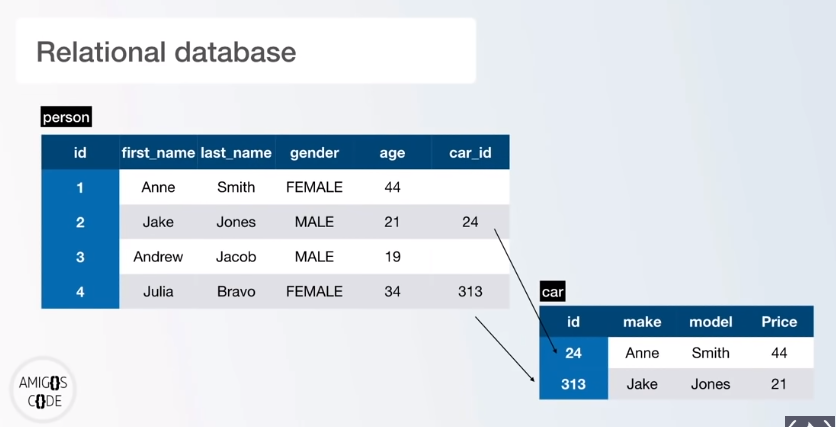 Relational database
person
id first_name last_name gender age car_id
1 Anne Smith FEMALE 44
2 Jake Jones MALE 21 24
3 Andrew Jacob MALE 19
4 Julia Bravo FEMALE 34 313
car
id make model Price
24 Anne Smith 44
313 Jake Jones 21
AMIG{}S
C{}DE